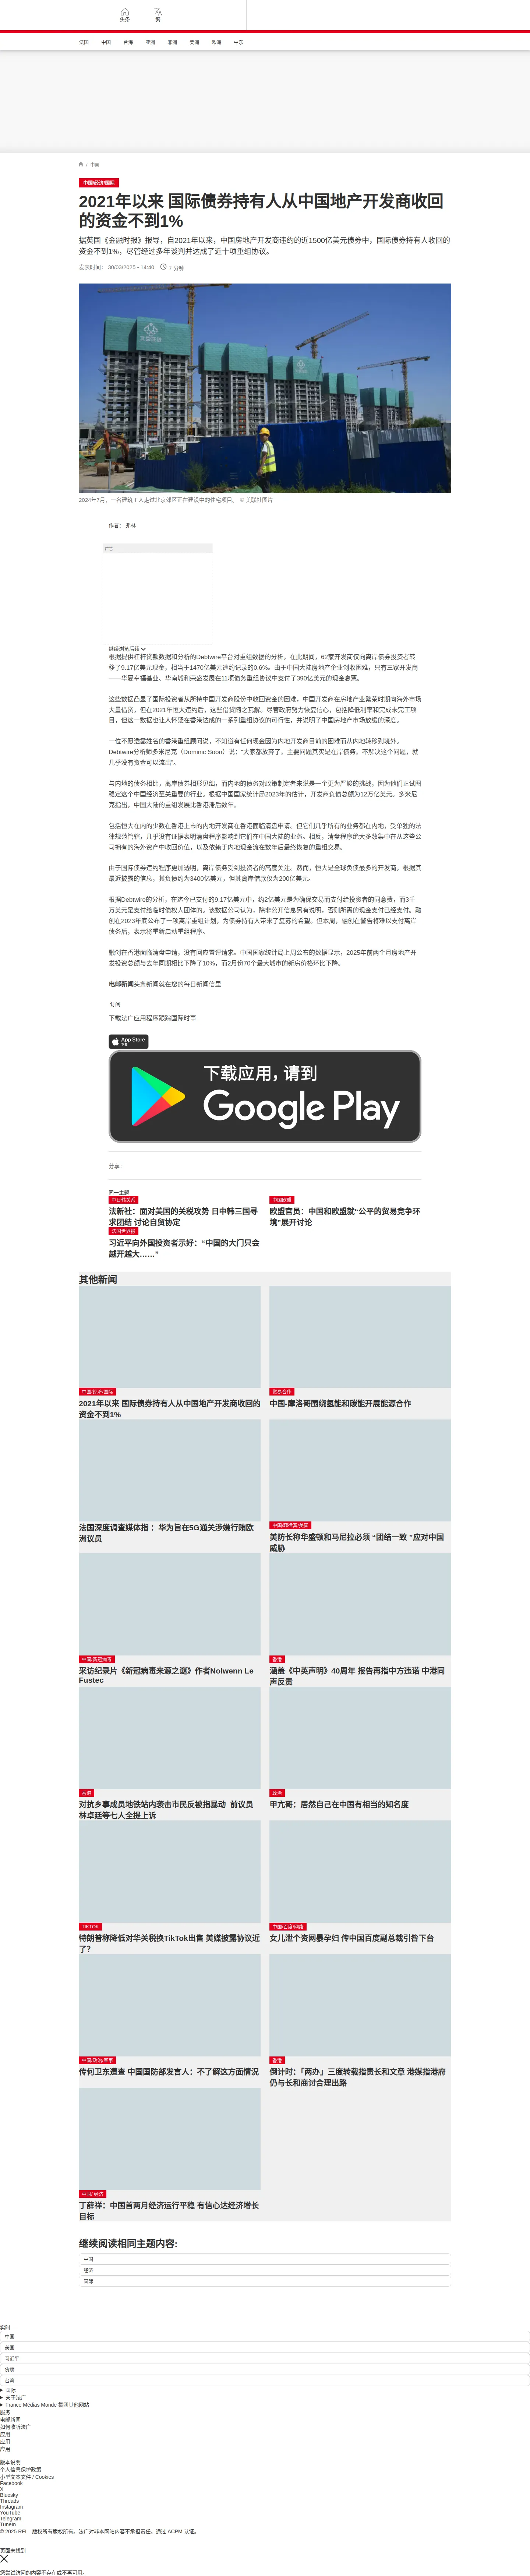 头条
繁
法国
中国
台海
亚洲
非洲
美洲
欧洲
中东
/ 中国
中国/经济/国际
2021年以来 国际债券持有人从中国地产开发商收回
的资金不到1%
据英国《金融时报》报导，自2021年以来，中国房地产开发商违约的近1500亿美元债券中，国际债券持有人收回的
资金不到1%，尽管经过多年谈判并达成了近十项重组协议。
发表时间： 30/03/2025 - 14:40
7 分钟
2024年7月，一名建筑工人走过北京郊区正在建设中的住宅项目。 © 美联社图片
作者： 弗林
广告
继续浏览后续
根据提供杠杆贷款数据和分析的Debtwire平台对重组数据的分析，在此期间，62家开发商仅向离岸债券投资者转
移了9.17亿美元现金，相当于1470亿美元违约记录的0.6%。由于中国大陆房地产企业创收困难，只有三家开发商
——华夏幸福基业、华南城和荣盛发展在11项债务重组协议中支付了390亿美元的现金息票。
这些数据凸显了国际投资者从所持中国开发商股份中收回资金的困难，中国开发商在房地产业繁荣时期向海外市场
大量借贷，但在2021年恒大违约后，这些借贷随之瓦解。尽管政府努力恢复信心，包括降低利率和完成未完工项
目，但这一数据也让人怀疑在香港达成的一系列重组协议的可行性，并说明了中国房地产市场放缓的深度。
一位不愿透露姓名的香港重组顾问说，不知道有任何现金因为内地开发商目前的困难而从内地转移到境外。
Debtwire分析师多米尼克（Dominic Soon）说：“大家都放弃了。主要问题其实是在岸债务。不解决这个问题，就
几乎没有资金可以流出”。
与内地的债务相比，离岸债券相形见绌，而内地的债务对政策制定者来说是一个更为严峻的挑战，因为他们正试图
稳定这个中国经济至关重要的行业。根据中国国家统计局2023年的估计，开发商负债总额为12万亿美元。多米尼
克指出，中国大陆的重组发展比香港滞后数年。
包括恒大在内的少数在香港上市的内地开发商在香港面临清盘申请。但它们几乎所有的业务都在内地，受单独的法
律规范管辖，几乎没有证据表明清盘程序影响到它们在中国大陆的业务。相反，清盘程序绝大多数集中在从这些公
司拥有的海外资产中收回价值，以及依赖于内地现金流在数年后最终恢复的重组交易。
由于国际债券违约程序更加透明，离岸债务受到投资者的高度关注。然而，恒大是全球负债最多的开发商，根据其
最近披露的信息，其负债约为3400亿美元，但其离岸借款仅为200亿美元。
根据Debtwire的分析，在这今已支付的9.17亿美元中，约2亿美元是为确保交易而支付给投资者的同意费，而3千
万美元是支付给临时债权人团体的。该数据公司认为，除非公开信息另有说明，否则所需的现金支付已经支付。融
创在2023年底公布了一项离岸重组计划，为债券持有人带来了复苏的希望。但本周，融创在警告将难以支付离岸
债务后，表示将重新启动重组程序。
融创在香港面临清盘申请，没有回应置评请求。中国国家统计局上周公布的数据显示，2025年前两个月房地产开
发投资总额与去年同期相比下降了10%，而2月份70个最大城市的新房价格环比下降。
电邮新闻头条新闻就在您的每日新闻信里
订阅
下载法广应用程序跟踪国际时事
App Store
下载应用，请到
Google Play
分享 :
同一主题
中日韩关系
法新社：面对美国的关税攻势 日中韩三国寻
求团结 讨论自贸协定
中国欧盟
欧盟官员：中国和欧盟就“公平的贸易竞争环
境”展开讨论
法国世界报
习近平向外国投资者示好：“中国的大门只会
越开越大……”
其他新闻
中国/经济/国际
2021年以来 国际债券持有人从中国地产开发商收回的
资金不到1%
贸易合作
中国-摩洛哥围绕氢能和碳能开展能源合作
法国深度调查媒体指： 华为旨在5G通关涉嫌行贿欧
洲议员
中国/菲律宾/美国
美防长称华盛顿和马尼拉必须 “团结一致 ”应对中国
威胁
中国/新冠病毒
采访纪录片《新冠病毒来源之谜》作者Nolwenn Le
Fustec
香港
涵盖《中英声明》40周年 报告再指中方违诺 中港同
声反责
香港
对抗乡事成员地铁站内袭击市民反被指暴动 前议员
林卓廷等七人全提上诉
政治
甲亢哥：居然自己在中国有相当的知名度
TIKTOK
特朗普称降低对华关税换TikTok出售 美媒披露协议近
了？
中国/百度/网络
女儿泄个资网暴孕妇 传中国百度副总裁引咎下台
中国/政治/军事
传何卫东遭查 中国国防部发言人：不了解这方面情况
香港
倒计时：「两办」三度转载指责长和文章 港媒指港府
仍与长和商讨合理出路
中国/ 经济
丁薛祥：中国首两月经济运行平稳 有信心达经济增长
目标
继续阅读相同主题内容:
中国
经济
国际
实时
中国
美国
习近平
贪腐
台湾
国际
关于法广
France Médias Monde 集团其他网站
服务
电邮新闻
如何收听法广
应用
应用
应用
版本说明
个人信息保护政策
小型文本文件 / Cookies
Facebook
X
Bluesky
Threads
Instagram
YouTube
Telegram
TuneIn
© 2025 RFI – 版权所有版权所有。法广对非本网站内容不承担责任。通过 ACPM 认证。
页面未找到
您尝试访问的内容不存在或不再可用。